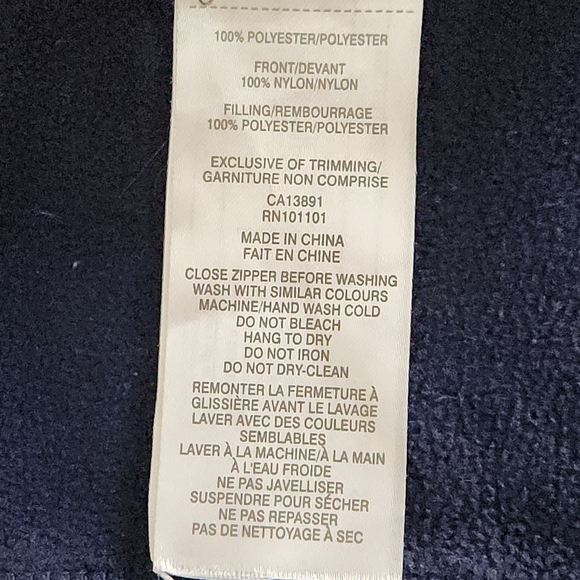 100% POLYESTER/POLYESTER
FRONT/DEVANT
100% NYLON/NYLON
FILLING/REMBOURRAGE
100% POLYESTER/POLYESTER
EXCLUSIVE OF TRIMMING/
GARNITURE NON COMPRISE
CA13891
RN101101
MADE IN CHINA
FAIT EN CHINE
CLOSE ZIPPER BEFORE WASHING
WASH WITH SIMILAR COLOURS
MACHINE/HAND WASH COLD
DO NOT BLEACH
HANG TO DRY
DO NOT IRON
DO NOT DRY-CLEAN
REMONTER LA FERMETURE À
GLISSIÈRE AVANT LE LAVAGE
LAVER AVEC DES COULEURS
SEMBLABLES
LAVER À LA MACHINE/À LA MAIN
À L'EAU FROIDE
NE PAS JAVELLISER
SUSPENDRE POUR SÉCHER
NE PAS REPASSER
PAS DE NETTOYAGE À SEC